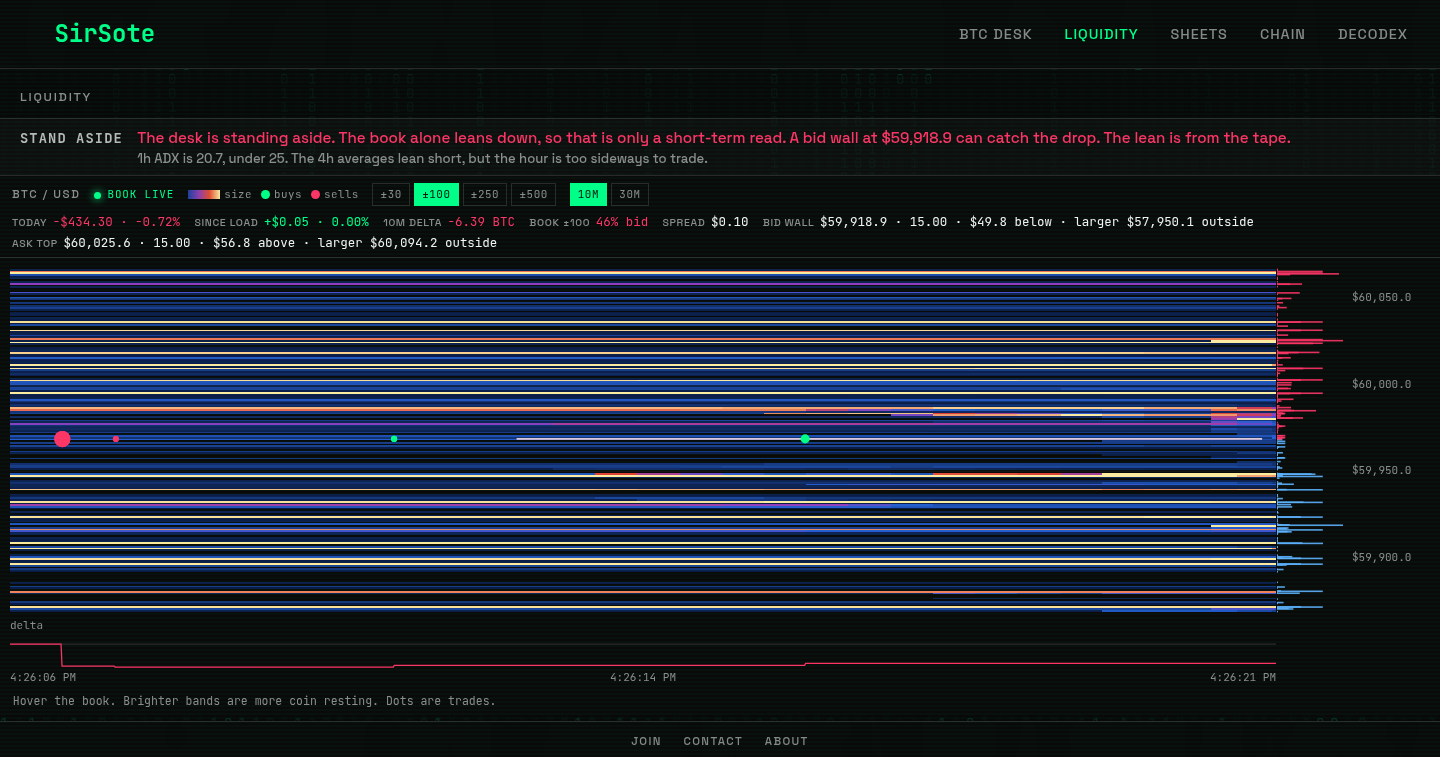 SirSote
BTC DESK LIQUIDITY SHEETS CHAIN DECODEX
LIQUIDITY
STAND ASIDE The desk is standing aside. The book alone leans down, so that is only a short-term read. A bid wall at $59,918.9 can catch the drop. The lean is from the tape.
1h ADX is 20.7, under 25. The 4h averages lean short, but the hour is too sideways to trade.
BTC / USD BOOK LIVE size buys sells ±30 ±100 ±250 ±500 10M 30M
TODAY -$434.30 · -0.72% SINCE LOAD +$0.05 · 0.00% 10M DELTA -6.39 BTC BOOK ±100 46% bid SPREAD $0.10 BID WALL $59,918.9 · 15.00 · $49.8 below · larger $57,950.1 outside
ASK TOP $60,025.6 · 15.00 · $56.8 above · larger $60,094.2 outside
$60,050.0
$60,000.0
$59,950.0
$59,900.0
delta
4:26:06 PM 4:26:14 PM 4:26:21 PM
Hover the book. Brighter bands are more coin resting. Dots are trades.
JOIN CONTACT ABOUT